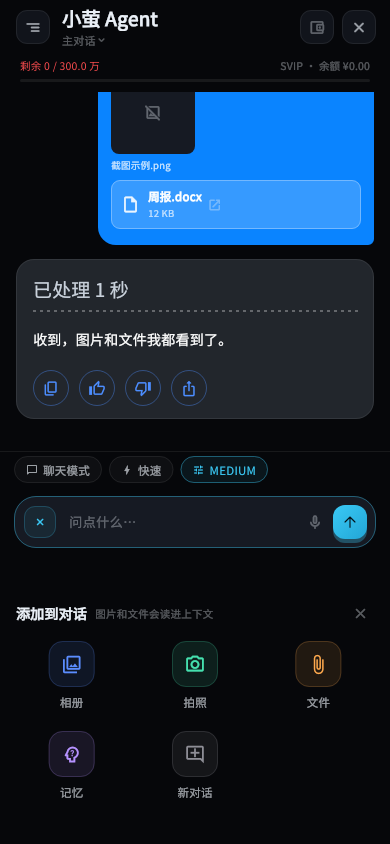 小萤 Agent
主对话
剩余 0 / 300.0 万
SVIP · 余额 ¥0.00
截图示例.png
周报.docx
12 KB
已处理 1 秒
收到，图片和文件我都看到了。
聊天模式
快速
MEDIUM
问点什么…
添加到对话 图片和文件会读进上下文
相册
拍照
文件
记忆
新对话